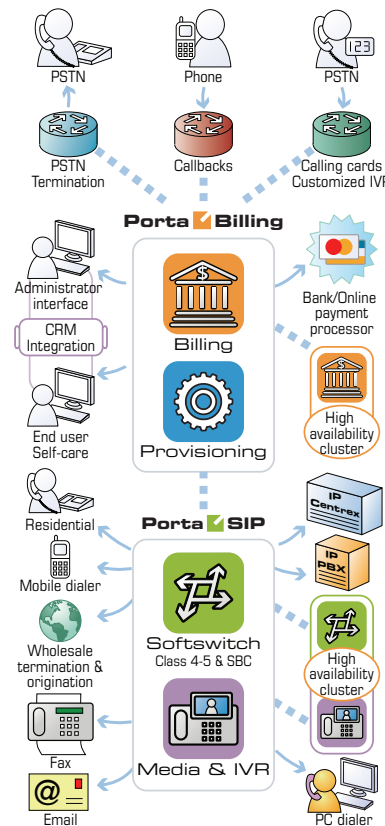 PSTN
Phone
123
PSTN
PSTN
Termination
Callbacks
Calling cards
Customized IVR
Porta Billing
$
Administrator
interface
CRM
Integration
End user
Self-care
Billing
Provisioning
Bank/Online
payment
processor
High
availability
cluster
Porta SIP
Residential
Mobile dialer
Wholesale
termination &
origination
Fax
@
Email
Softswitch
Class 4-5 & SBC
Media & IVR
IP
Centrex
IP
PBX
High
availability
cluster
PC dialer